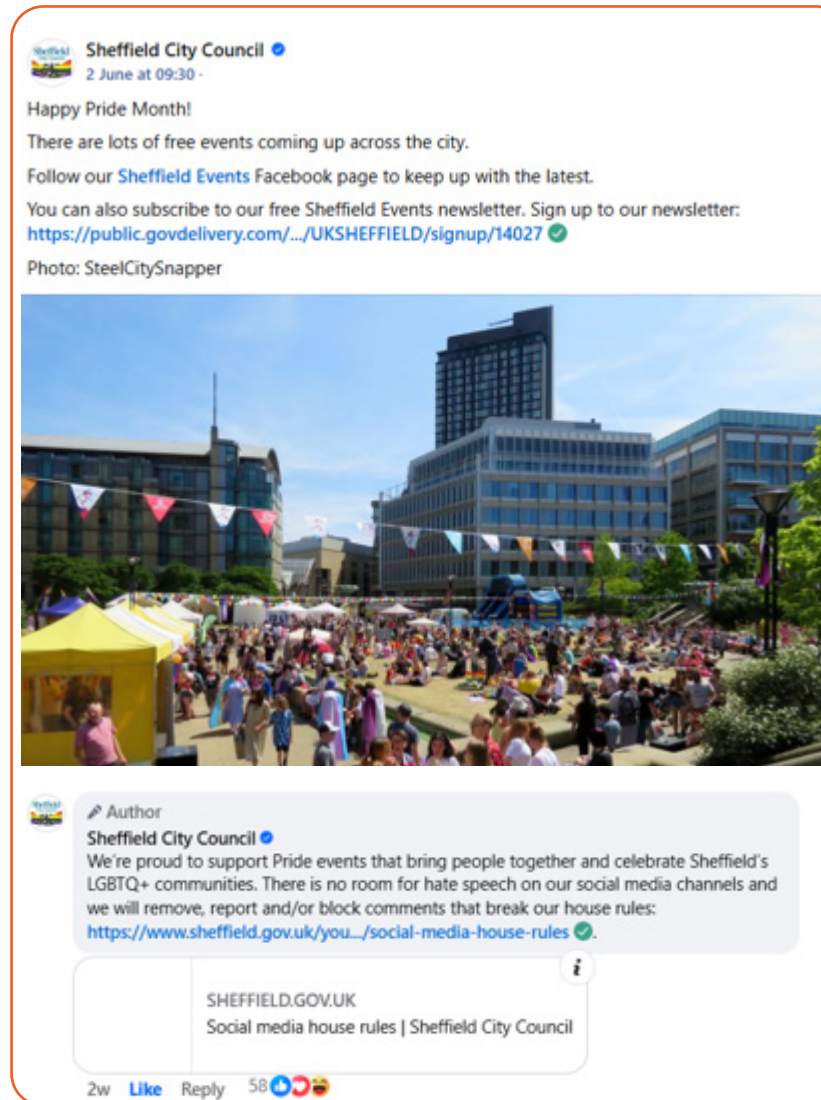 Sheffield City Council
2 June at 09:30 ·
Happy Pride Month!
There are lots of free events coming up across the city.
Follow our Sheffield Events Facebook page to keep up with the latest.
You can also subscribe to our free Sheffield Events newsletter. Sign up to our newsletter:
https://public.govdelivery.com/.../UKSHEFFIELD/signup/14027
Photo: SteelCitySnapper
Author
Sheffield City Council
We're proud to support Pride events that bring people together and celebrate Sheffield's
LGBTQ+ communities. There is no room for hate speech on our social media channels and
we will remove, report and/or block comments that break our house rules:
https://www.sheffield.gov.uk/you.../social-media-house-rules .
i
SHEFFIELD.GOV.UK
Social media house rules | Sheffield City Council
2w Like Reply 58